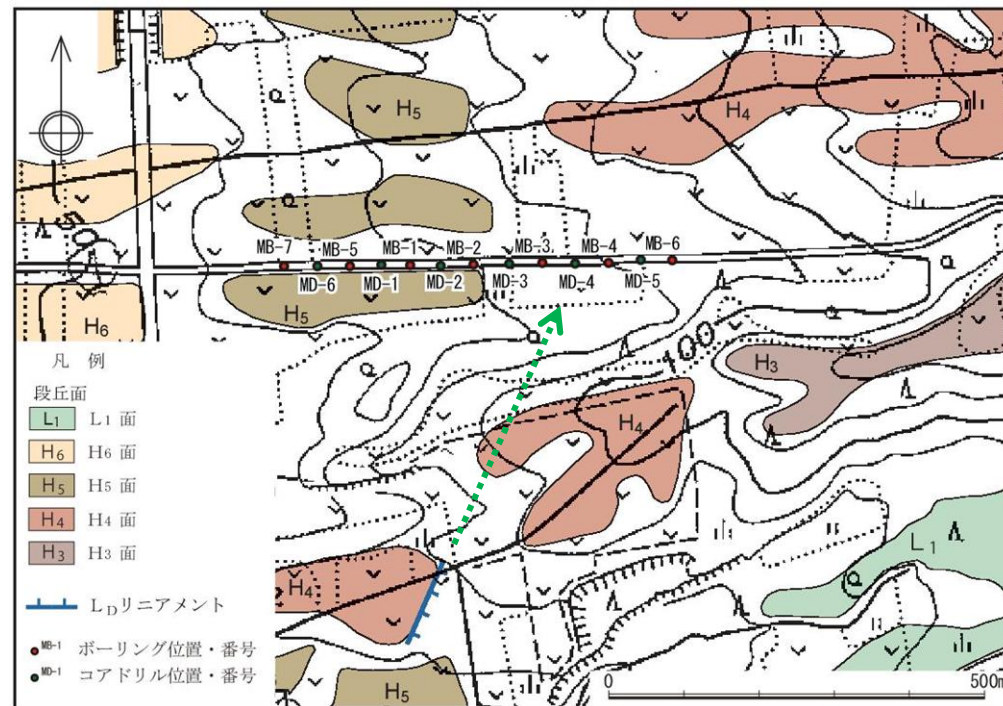 H₅
H₄
MB-7
MB-5
MB-1
MB-2
MB-3
MB-4
MB-6
MD-6
MD-1
MD-2
MD-3
MD-4
MD-5
H₅
H₆
100
H₃
H₄
L₁
H₄
H₅
凡 例
段丘面
L₁ L₁ 面
H₆ H₆ 面
H₅ H₅ 面
H₄ H₄ 面
H₃ H₃ 面
L_Dリニアメント
MB-1 ボーリング位置・番号
MD-1 コアドリル位置・番号
0 500m